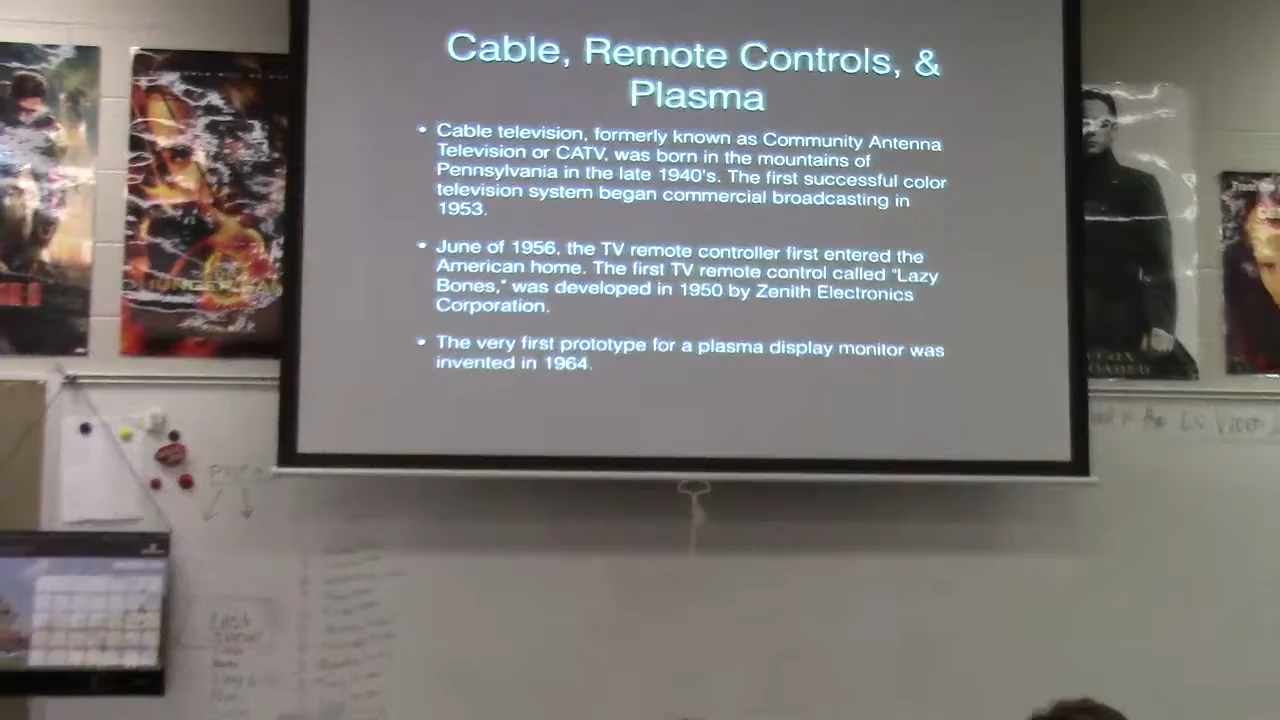 Cable, Remote Controls, &
Plasma
• Cable television, formerly known as Community Antenna
Television or CATV, was born in the mountains of
Pennsylvania in the late 1940's. The first successful color
television system began commercial broadcasting in
1953.
• June of 1956, the TV remote controller first entered the
American home. The first TV remote control called "Lazy
Bones," was developed in 1950 by Zenith Electronics
Corporation.
• The very first prototype for a plasma display monitor was
invented in 1964.